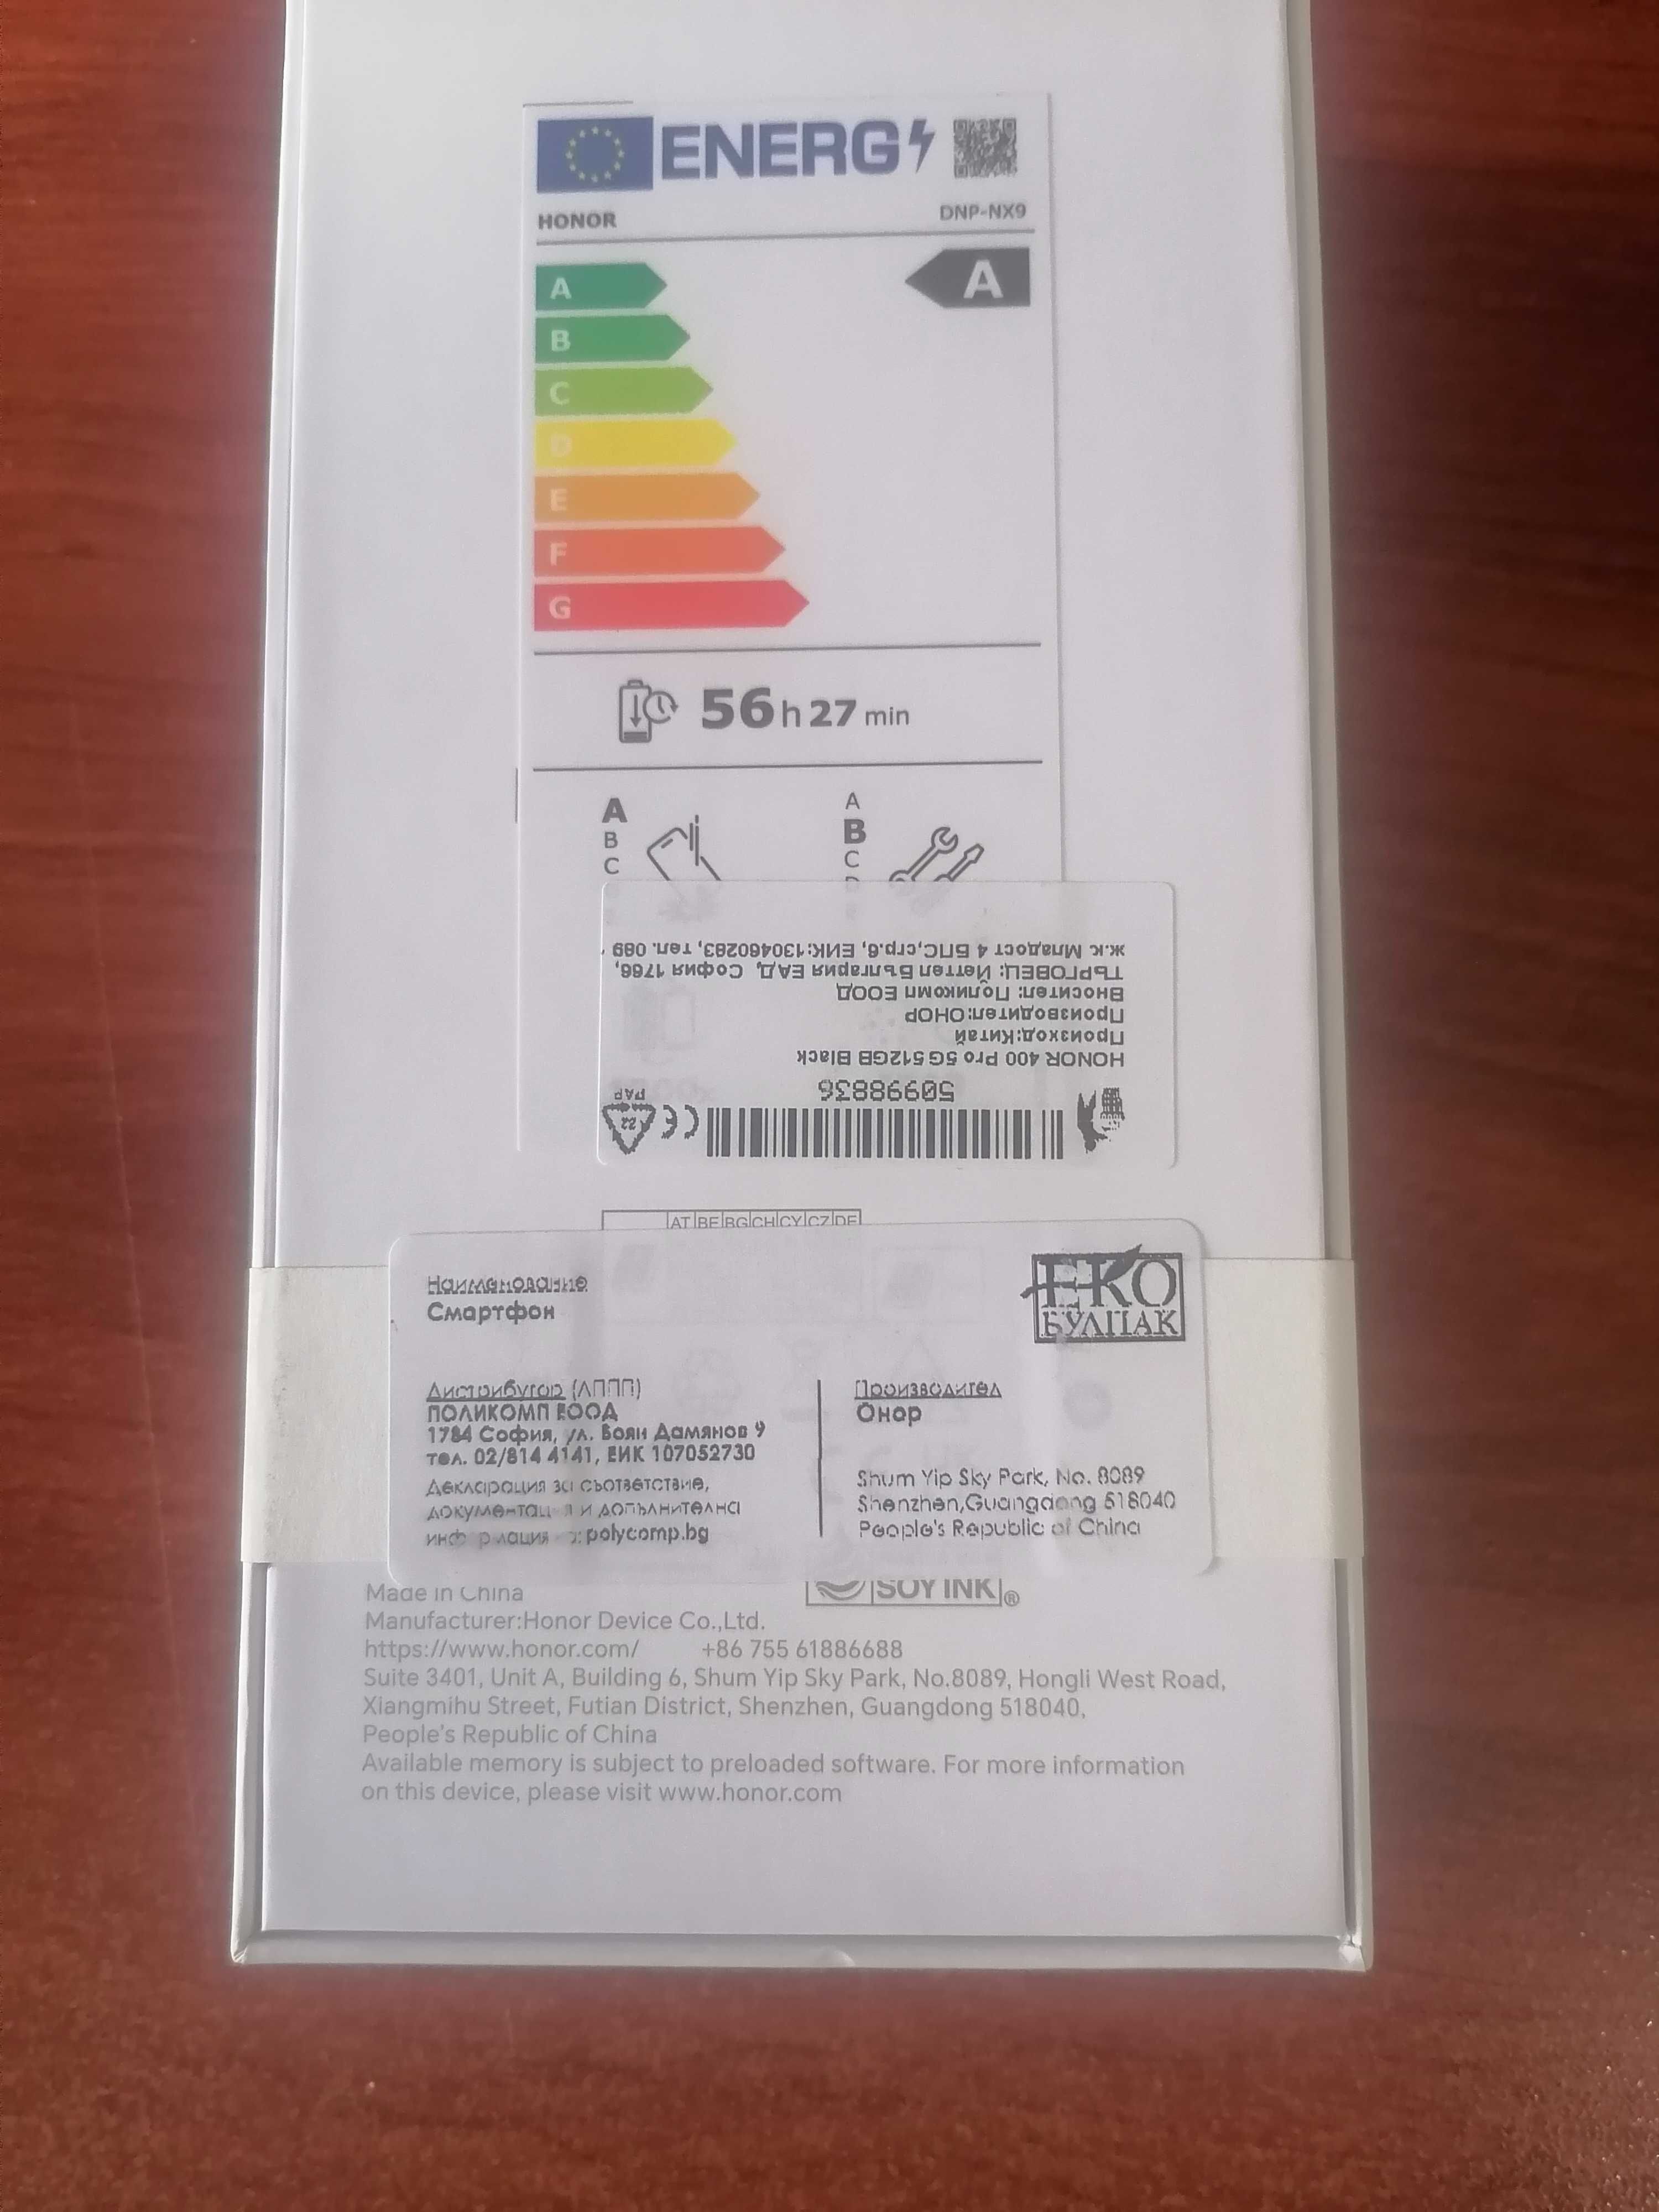 ENERG
HONOR DNP-NX9
A A
B
C
D
E
F
G
56 h 27 min
A A
B B
C C
ж.к. Младост 4 БПС,стр.6, ЕИК:130460283, тел. 089
ТЪРГОВЕЦ: Йеттел България ЕАД, София 1766,
Вносител: Поликомп ЕООД
Производител:ОНОР
Произход:Китай
HONOR 400 Pro 5G 512GB Black
50998836
22
PAP
CE
AT BE BG CH CY CZ DE
Наименование
Смартфон
ЕКО
БУЛПАК
Дистрибутор (ЛППП)
ПОЛИКОМП ЕООД
1784 София, ул. Боян Дамянов 9
тел. 02/814 4141, ЕИК 107052730
Декларация за съответствие,
документация и допълнителна
информация polycomp.bg
Производител
Онор
Shum Yip Sky Park, No. 8089
Shenzhen,Guangdong 518040
People's Republic of China
SOY INK ®
Made in China
Manufacturer:Honor Device Co.,Ltd.
https://www.honor.com/ +86 755 61886688
Suite 3401, Unit A, Building 6, Shum Yip Sky Park, No.8089, Hongli West Road,
Xiangmihu Street, Futian District, Shenzhen, Guangdong 518040,
People's Republic of China
Available memory is subject to preloaded software. For more information
on this device, please visit www.honor.com